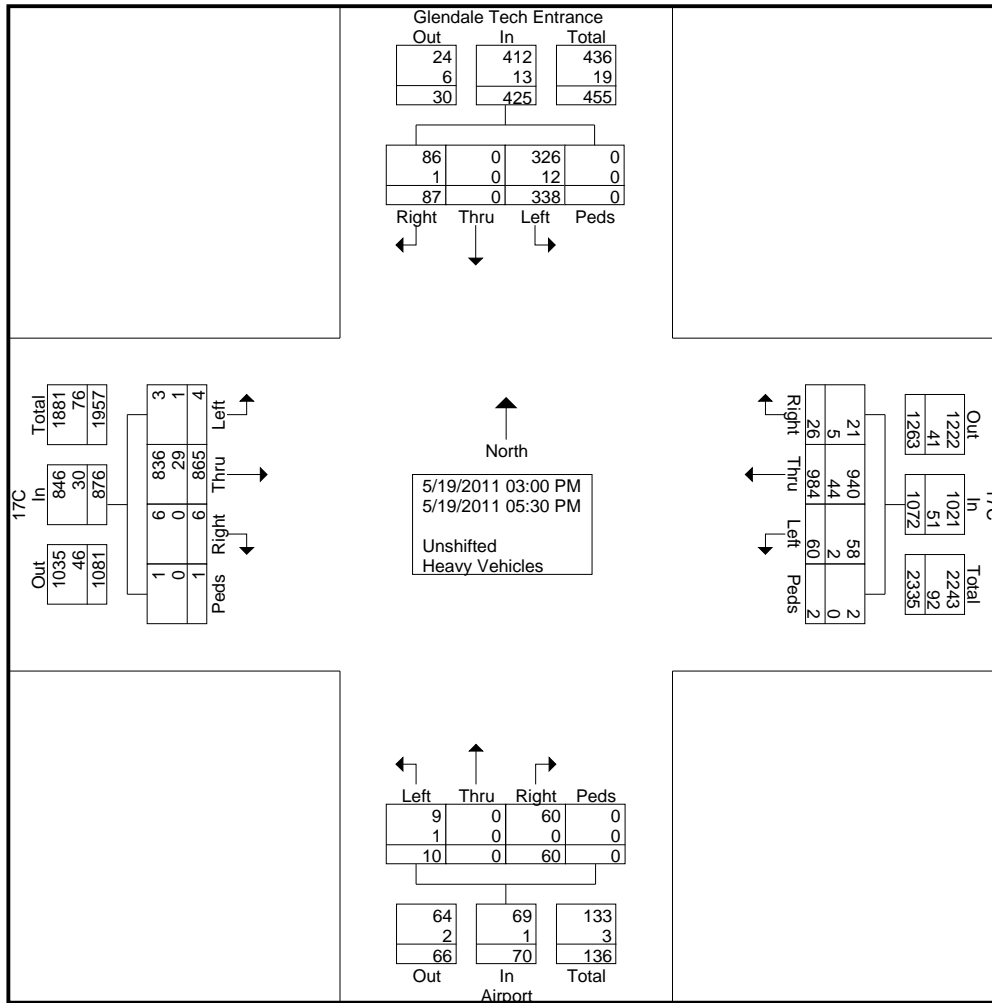 Glendale Tech Entrance
Out In Total
24 412 436
6 13 19
30 425 455
86 0 326 0
1 0 12 0
87 0 338 0
Right Thru Left Peds
17C
Total In Out
1881 846 1035
76 30 46
1957 876 1081
3 836 6 1
1 29 0 0
4 865 6 1
Left Thru Right Peds
North
5/19/2011 03:00 PM
5/19/2011 05:30 PM
Unshifted
Heavy Vehicles
Right Thru Left Peds
26 984 60 2
5 44 2 0
21 940 58 2
Out In Total
1263 1072 2335
41 51 92
1222 1021 2243
Left Thru Right Peds
9 0 60 0
1 0 0 0
10 0 60 0
64 69 133
2 1 3
66 70 136
Out In Total
Airport